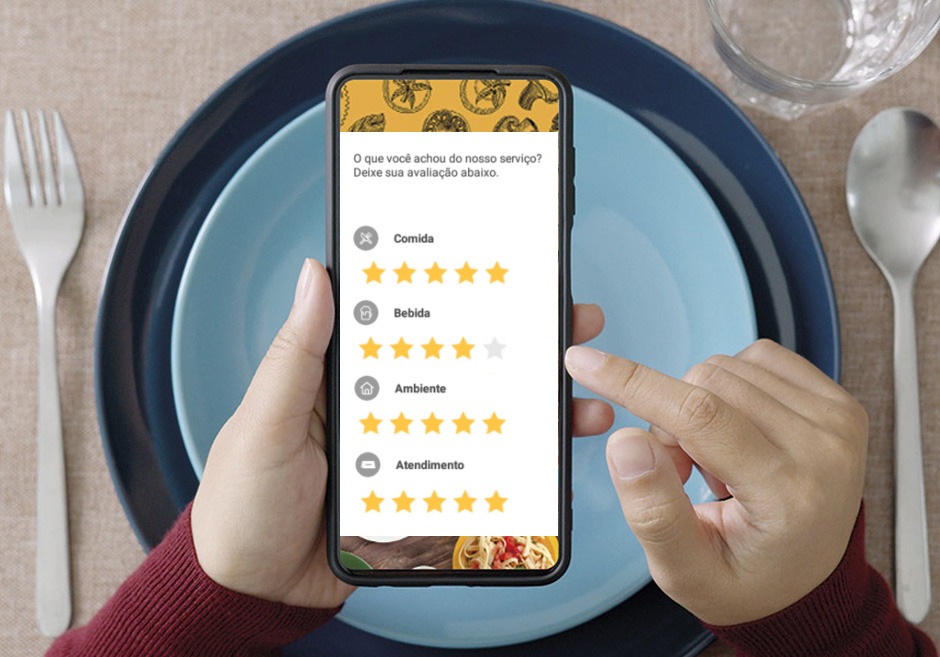 O que você achou do nosso serviço?
Deixe sua avaliação abaixo.
Comida
Bebida
Ambiente
Atendimento